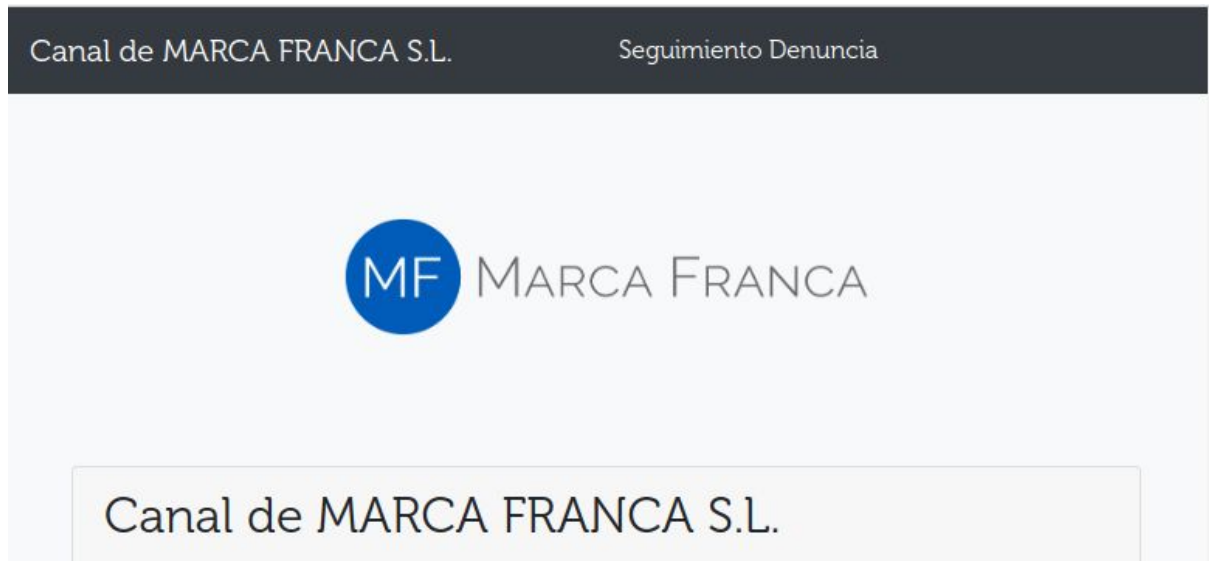 Canal de MARCA FRANCA S.L. Seguimiento Denuncia
MF MARCA FRANCA
Canal de MARCA FRANCA S.L.